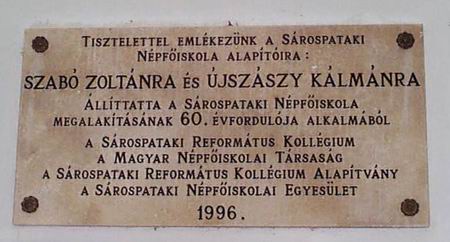 TISZTELETTEL EMLÉKEZÜNK A SÁROSPATAKI
NÉPFŐISKOLA ALAPÍTÓIRA:
SZABÓ ZOLTÁNRA ÉS ÚJSZÁSZY KÁLMÁNRA
ÁLLÍTTATTA A SÁROSPATAKI NÉPFŐISKOLA
MEGALAKÍTÁSÁNAK 60. ÉVFORDULÓJA ALKALMÁBÓL
A SÁROSPATAKI REFORMÁTUS KOLLÉGIUM
A MAGYAR NÉPFŐISKOLAI TÁRSASÁG
A SÁROSPATAKI REFORMÁTUS KOLLÉGIUM ALAPÍTVÁNY
A SÁROSPATAKI NÉPFŐISKOLAI EGYESÜLET
1996.